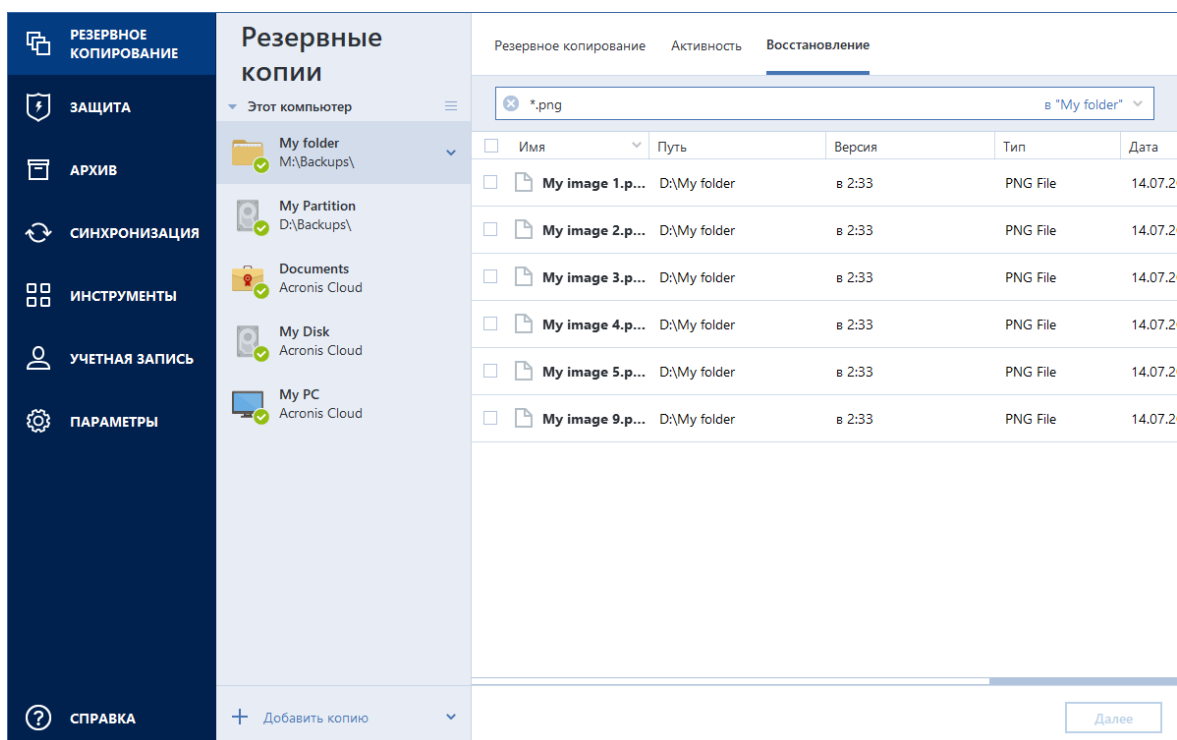 РЕЗЕРВНОЕ
КОПИРОВАНИЕ
ЗАЩИТА
АРХИВ
СИНХРОНИЗАЦИЯ
ИНСТРУМЕНТЫ
УЧЕТНАЯ ЗАПИСЬ
ПАРАМЕТРЫ
СПРАВКА
Резервные
копии
Этот компьютер
My folder
M:\Backups\
My Partition
D:\Backups\
Documents
Acronis Cloud
My Disk
Acronis Cloud
My PC
Acronis Cloud
Добавить копию
Резервное копирование Активность Восстановление
*.png в "My folder"
Имя Путь Версия Тип Дата
My image 1.p... D:\My folder в 2:33 PNG File 14.07.2
My image 2.p... D:\My folder в 2:33 PNG File 14.07.2
My image 3.p... D:\My folder в 2:33 PNG File 14.07.2
My image 4.p... D:\My folder в 2:33 PNG File 14.07.2
My image 5.p... D:\My folder в 2:33 PNG File 14.07.2
My image 9.p... D:\My folder в 2:33 PNG File 14.07.2
Далее